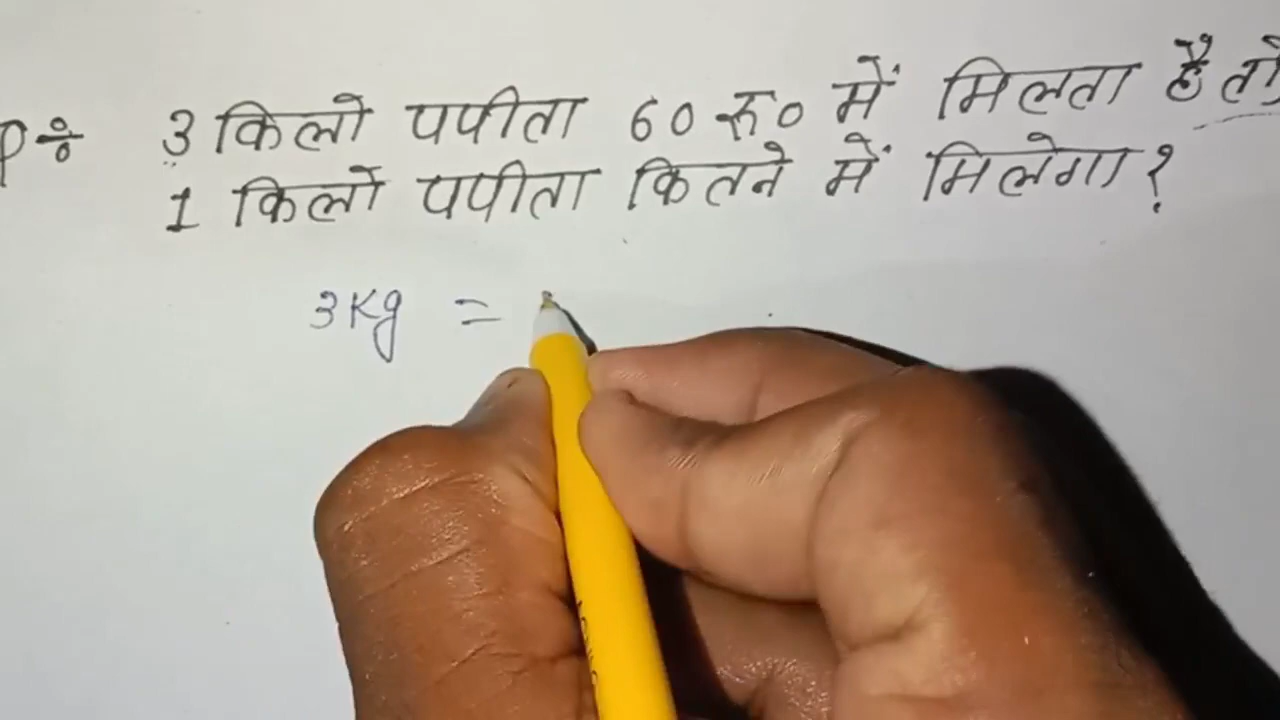 P÷ 3 किलो पपीता 60 रू० में मिलता है तो
1 किलो पपीता कितने में मिलेगा?
3Kg =